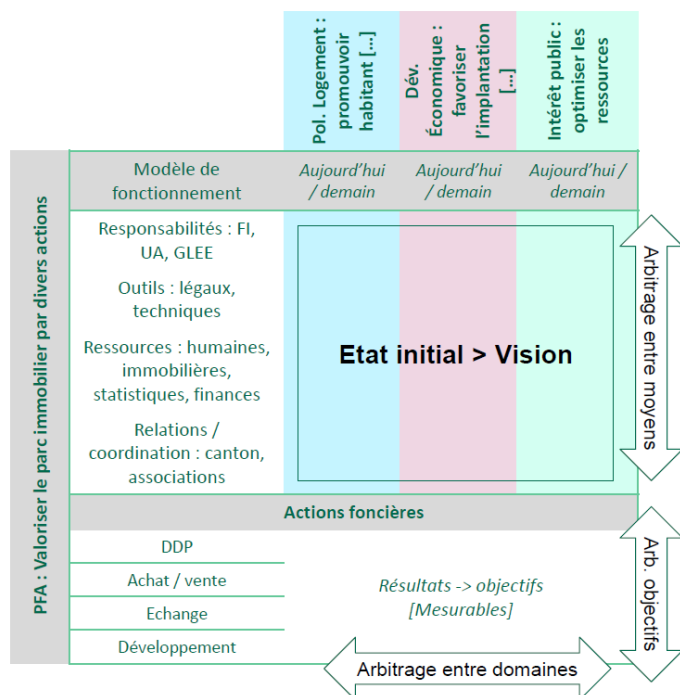 Pol. Logement :
promouvoir
habitant […]
Dév.
Économique :
favoriser
l’implantation
[…]
Intérêt public :
optimiser les
ressources
PFA : Valoriser le parc immobilier par divers actions
Modèle de
fonctionnement
Aujourd’hui
/ demain
Aujourd’hui
/ demain
Aujourd’hui /
demain
Responsabilités : FI,
UA, GLEE
Outils : légaux,
techniques
Ressources : humaines,
immobilières,
statistiques, finances
Relations /
coordination : canton,
associations
Etat initial > Vision
Arbitrage entre moyens
Actions foncières
DDP
Achat / vente
Echange
Développement
Résultats -> objectifs
[Mesurables]
Arb. objectifs
Arbitrage entre domaines